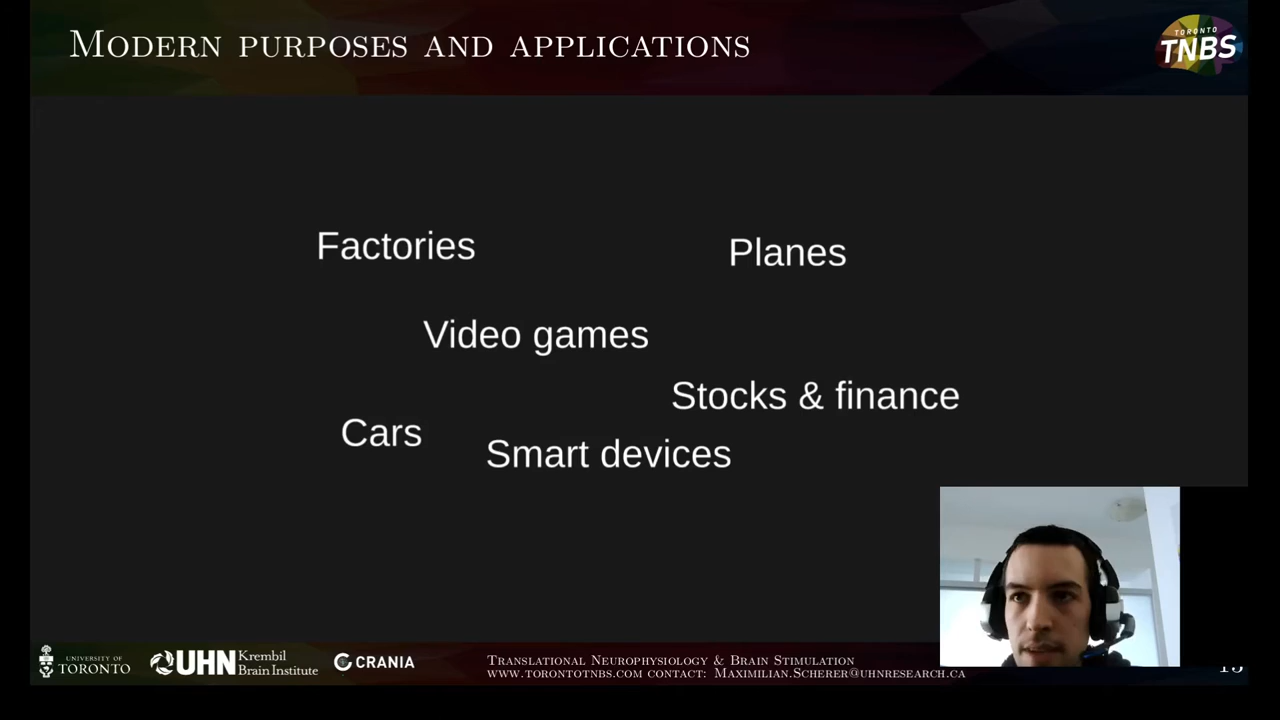 Modern purposes and applications
TORONTO
TNBS
Factories
Planes
Video games
Stocks & finance
Cars
Smart devices
UNIVERSITY OF
TORONTO
UHN Krembil
Brain Institute
CRANIA
Translational Neurophysiology & Brain Stimulation
www.torontotnbs.com contact: Maximilian.Scherer@uhnresearch.ca